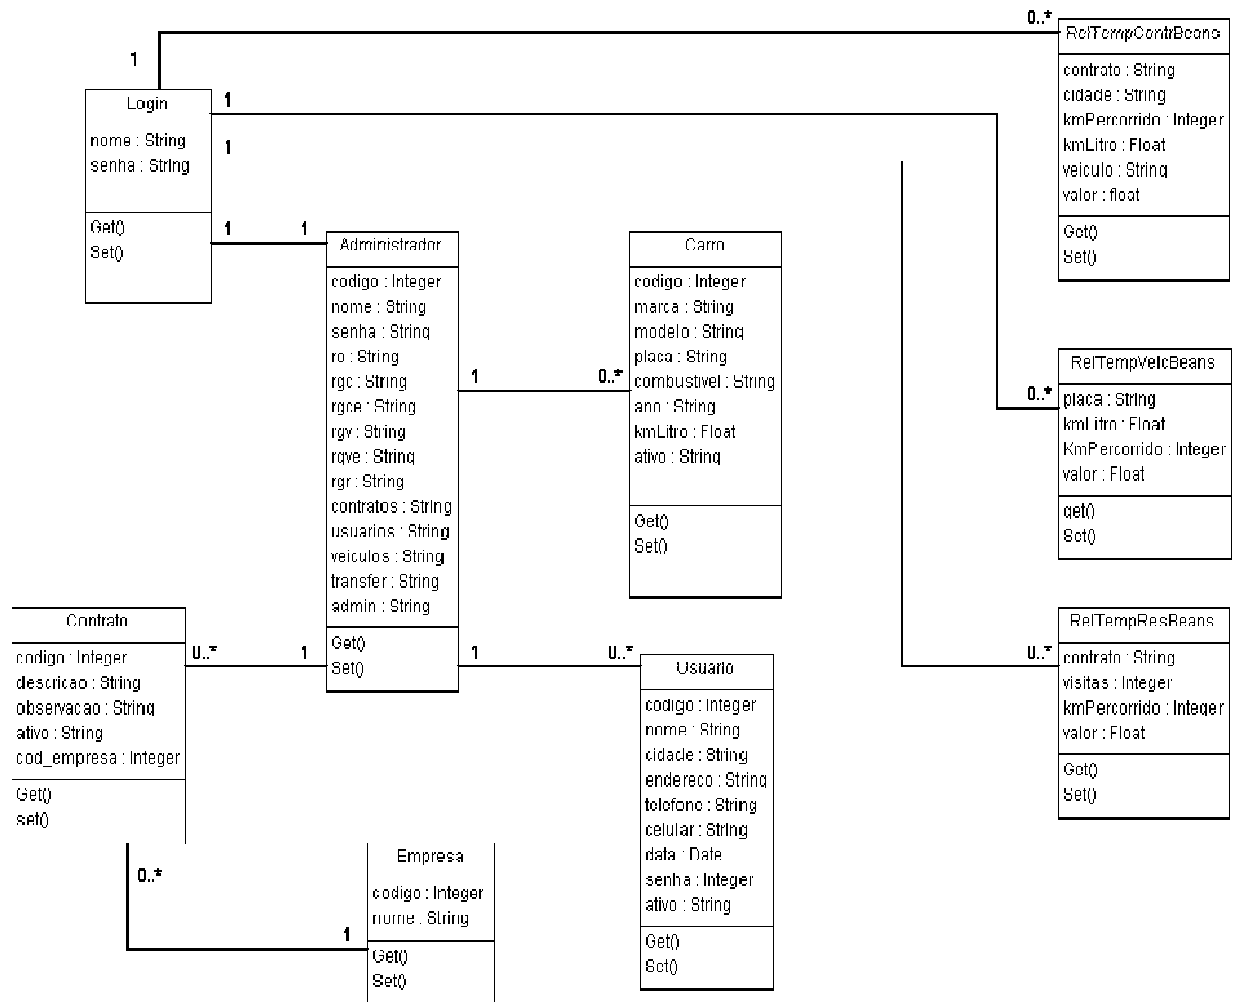 0..*
RelTempContrBeans
contrato : String
cidade : String
kmPercorrido : Integer
kmLitro : Float
veiculo : String
valor : float
Get()
Set()
1
Login
nome : String
senha : String
Get()
Set()
1
1
1
1
Administrador
codigo : Integer
nome : String
senha : String
ro : String
rgc : String
rgce : String
rgv : String
rgve : String
rgr : String
contratos : String
usuarios : String
veiculos : String
transfer : String
admin : String
Get()
Set()
1
0..*
Carro
codigo : Integer
marca : String
modelo : String
placa : String
combustivel : String
ano : String
kmLitro : Float
ativo : String
Get()
Set()
0..*
RelTempVeicBeans
placa : String
kmLitro : Float
KmPercorrido : Integer
valor : Float
get()
Set()
0..*
RelTempResBeans
contrato : String
visitas : Integer
kmPercorrido : Integer
valor : Float
Get()
Set()
Contrato
codigo : Integer
descricao : String
observacao : String
ativo : String
cod_empresa : Integer
Get()
set()
0..*
1
1
0..*
Usuario
codigo : Integer
nome : String
cidade : String
endereco : String
telefone : String
celular : String
data : Date
senha : Integer
ativo : String
Get()
Set()
0..*
1
Empresa
codigo : Integer
nome : String
Get()
Set()